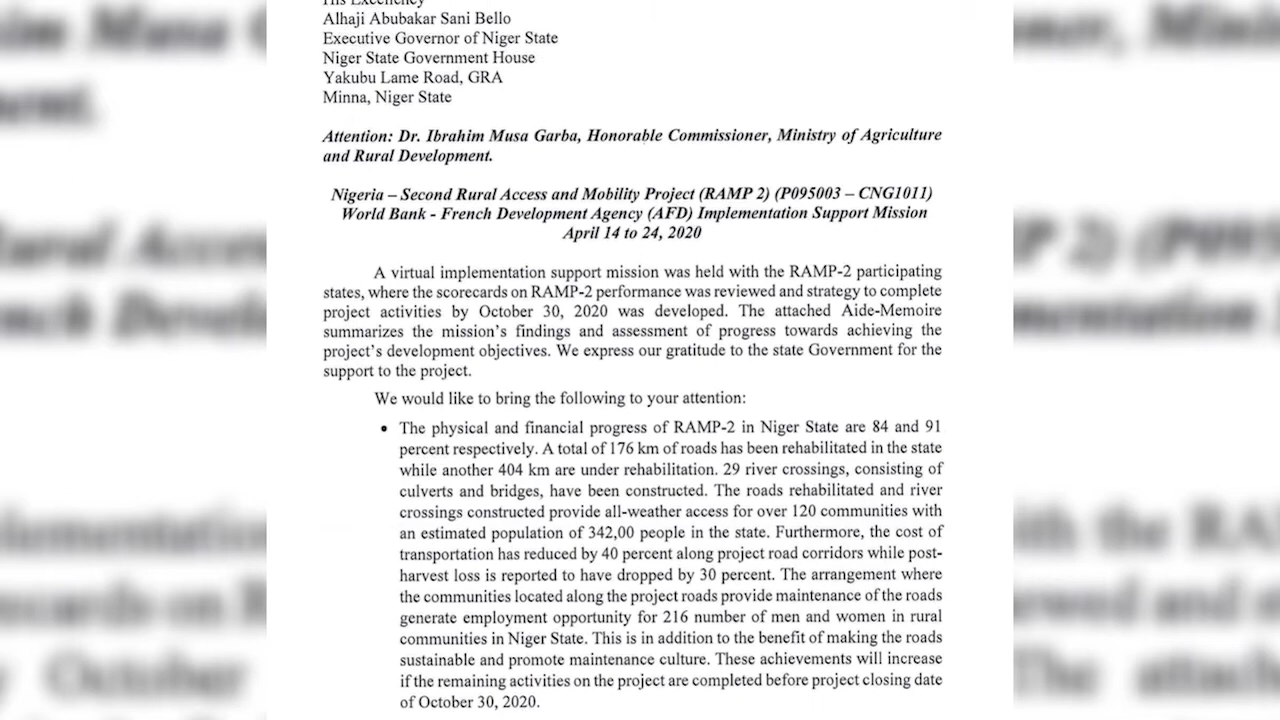 His Excellency
Alhaji Abubakar Sani Bello
Executive Governor of Niger State
Niger State Government House
Yakubu Lame Road, GRA
Minna, Niger State
Attention: Dr. Ibrahim Musa Garba, Honorable Commissioner, Ministry of Agriculture
and Rural Development.
Nigeria – Second Rural Access and Mobility Project (RAMP 2) (P095003 – CNG1011)
World Bank - French Development Agency (AFD) Implementation Support Mission
April 14 to 24, 2020
A virtual implementation support mission was held with the RAMP-2 participating
states, where the scorecards on RAMP-2 performance was reviewed and strategy to complete
project activities by October 30, 2020 was developed. The attached Aide-Memoire
summarizes the mission's findings and assessment of progress towards achieving the
project's development objectives. We express our gratitude to the state Government for the
support to the project.
We would like to bring the following to your attention:
• The physical and financial progress of RAMP-2 in Niger State are 84 and 91
percent respectively. A total of 176 km of roads has been rehabilitated in the state
while another 404 km are under rehabilitation. 29 river crossings, consisting of
culverts and bridges, have been constructed. The roads rehabilitated and river
crossings constructed provide all-weather access for over 120 communities with
an estimated population of 342,00 people in the state. Furthermore, the cost of
transportation has reduced by 40 percent along project road corridors while post-
harvest loss is reported to have dropped by 30 percent. The arrangement where
the communities located along the project roads provide maintenance of the roads
generate employment opportunity for 216 number of men and women in rural
communities in Niger State. This is in addition to the benefit of making the roads
sustainable and promote maintenance culture. These achievements will increase
if the remaining activities on the project are completed before project closing date
of October 30, 2020.